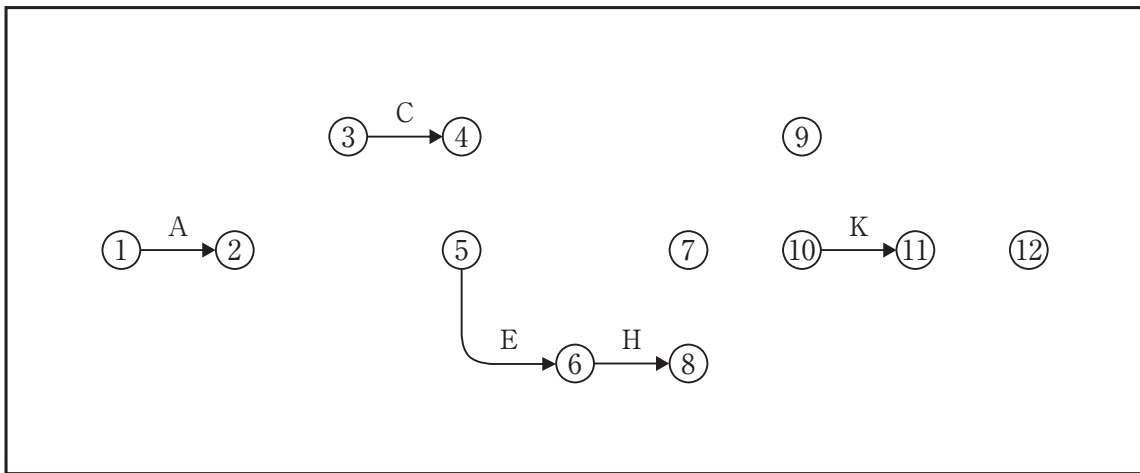 C
③ ④ ⑨
A K
① ② ⑤ ⑦ ⑩ ⑪ ⑫
E H
⑥ ⑧